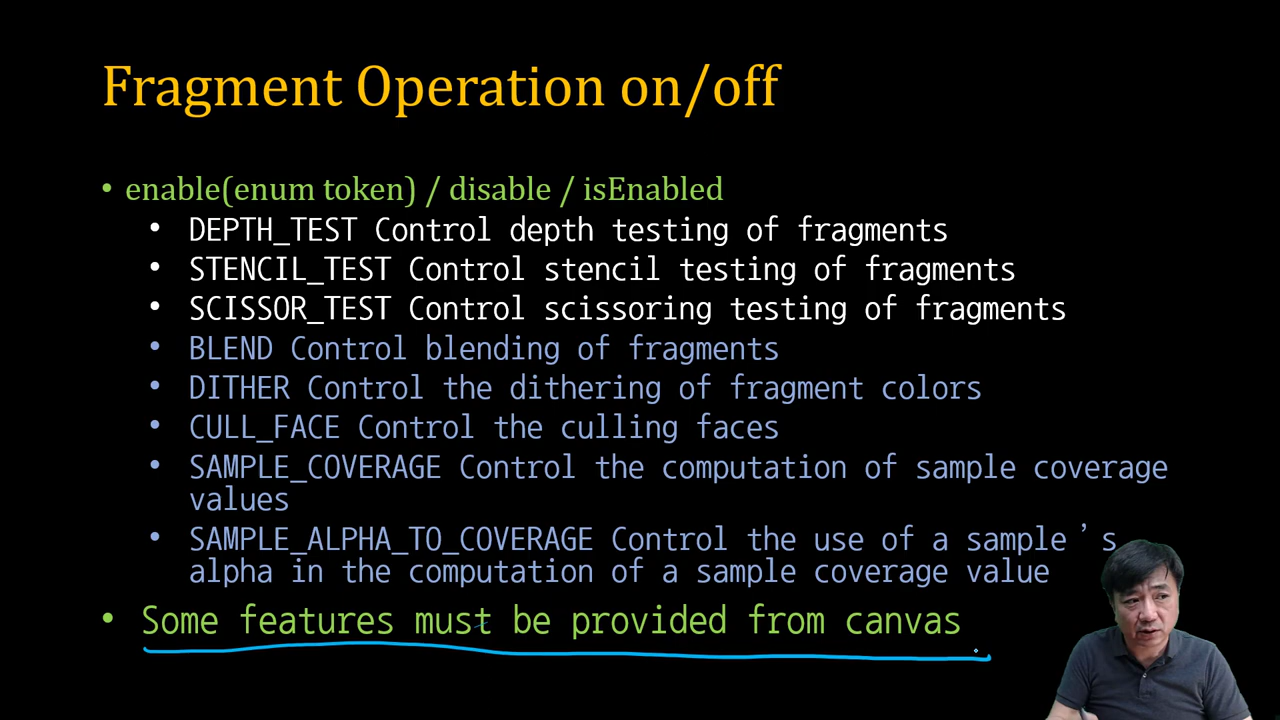 Fragment Operation on/off
• enable(enum token) / disable / isEnabled
• DEPTH_TEST Control depth testing of fragments
• STENCIL_TEST Control stencil testing of fragments
• SCISSOR_TEST Control scissoring testing of fragments
• BLEND Control blending of fragments
• DITHER Control the dithering of fragment colors
• CULL_FACE Control the culling faces
• SAMPLE_COVERAGE Control the computation of sample coverage
values
• SAMPLE_ALPHA_TO_COVERAGE Control the use of a sample’s
alpha in the computation of a sample coverage value
• Some features must be provided from canvas